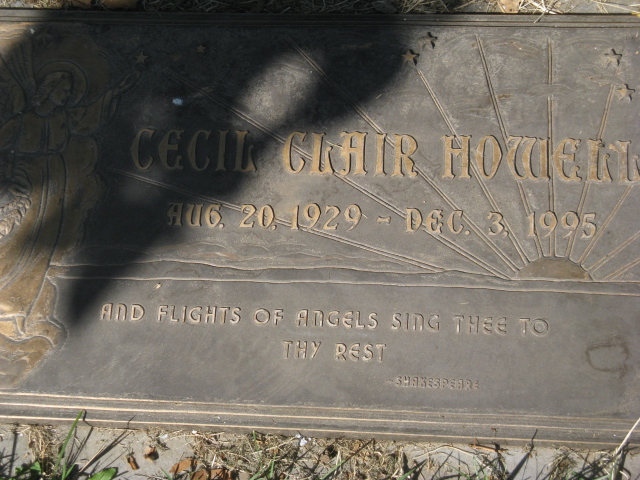 CECIL CLAIR HOWELL
AUG. 20, 1929 - DEC. 3, 1995
AND FLIGHTS OF ANGELS SING THEE TO
THY REST
-SHAKESPEARE